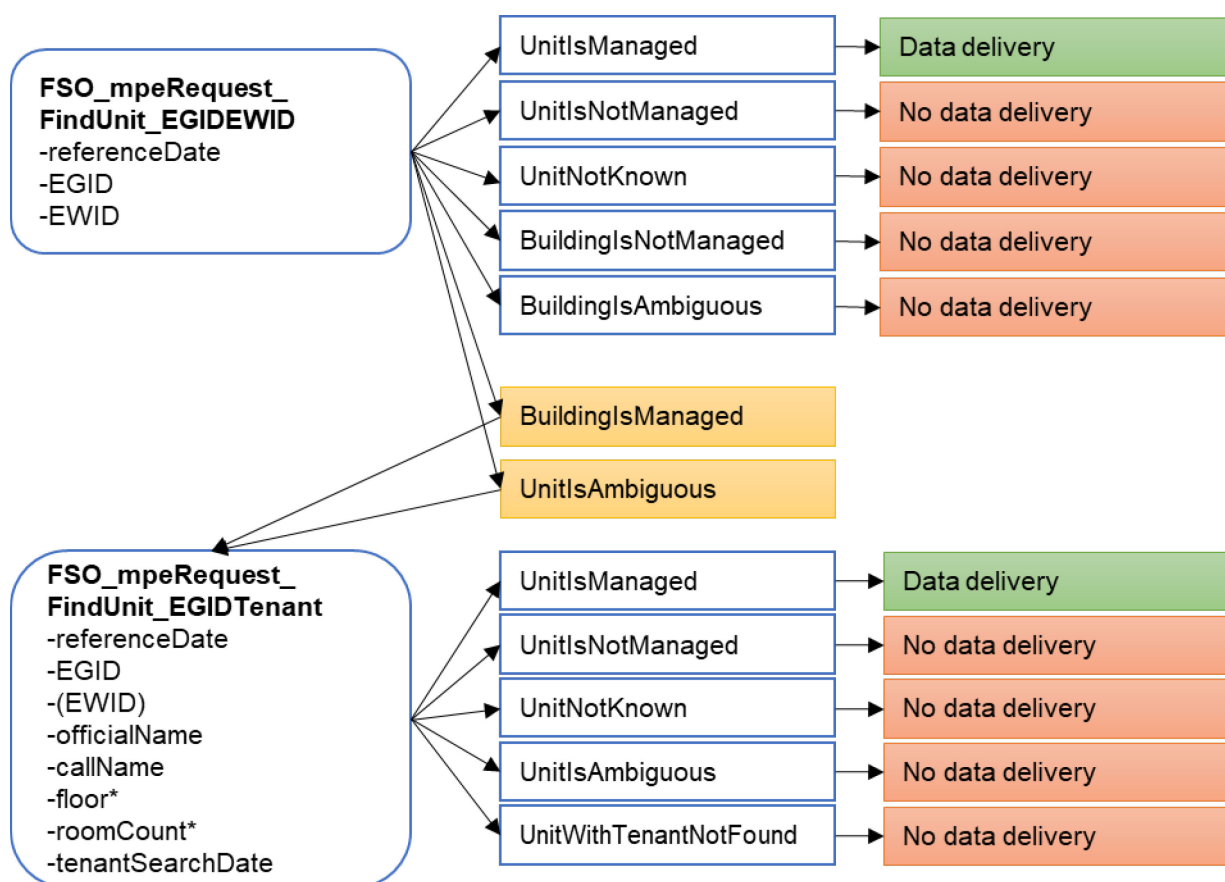 FSO_mpeRequest_
FindUnit_EGIDEWID
-referenceDate
-EGID
-EWID
UnitIsManaged
Data delivery
UnitIsNotManaged
No data delivery
UnitNotKnown
No data delivery
BuildingIsNotManaged
No data delivery
BuildingIsAmbiguous
No data delivery
BuildingIsManaged
UnitIsAmbiguous
FSO_mpeRequest_
FindUnit_EGIDTenant
-referenceDate
-EGID
-(EWID)
-officialName
-callName
-floor*
-roomCount*
-tenantSearchDate
UnitIsManaged
Data delivery
UnitIsNotManaged
No data delivery
UnitNotKnown
No data delivery
UnitIsAmbiguous
No data delivery
UnitWithTenantNotFound
No data delivery